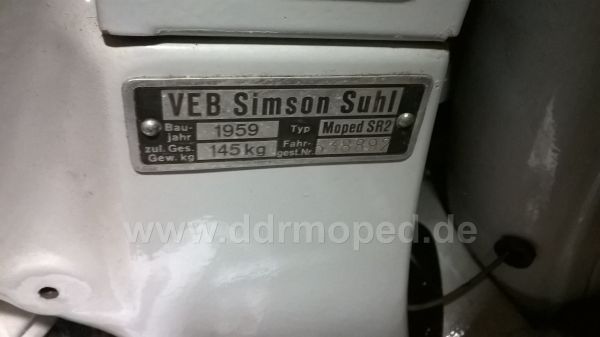 VEB Simson Suhl
Bau-jahr 1959 Typ Moped SR2
zul. Ges. Gew. kg 145 kg Fahr-gest.Nr.
www.ddrmoped.de